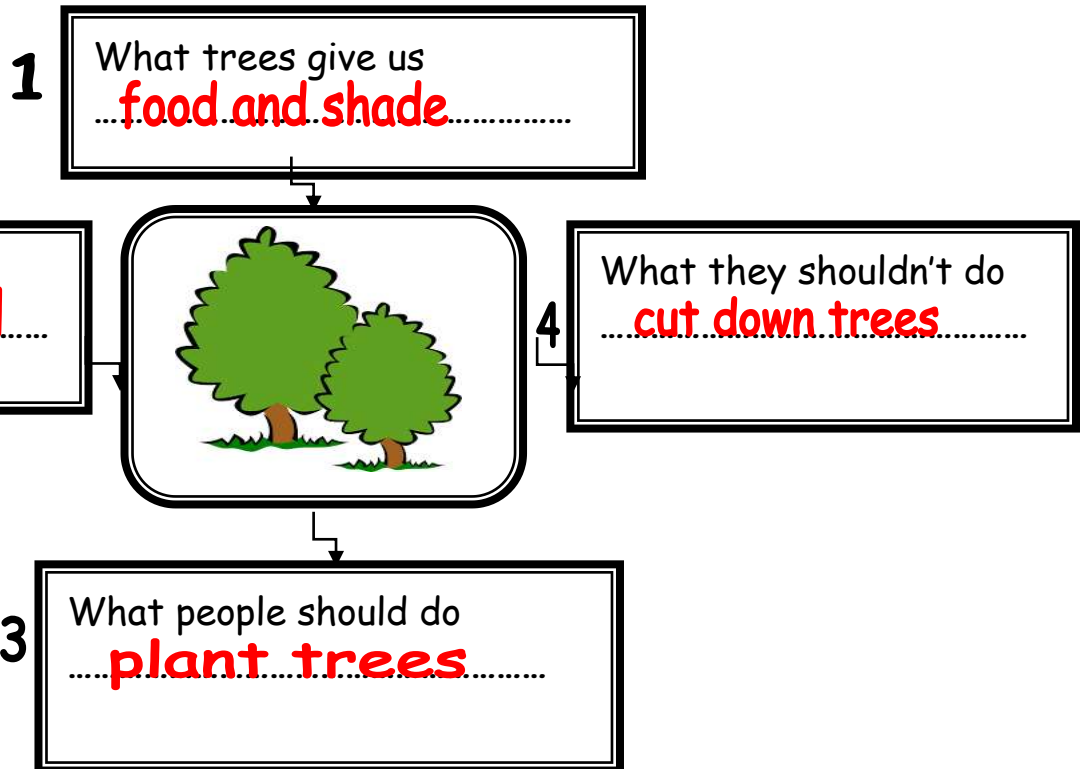 1
What trees give us
food and shade
What they shouldn't do
4
cut down trees
What people should do
3
plant trees